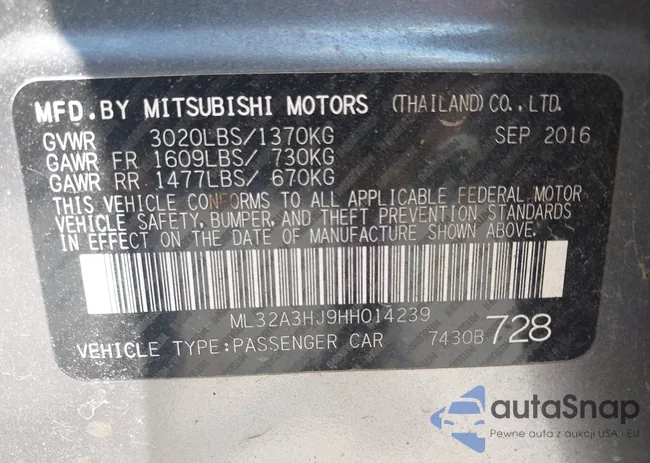 MFD. BY MITSUBISHI MOTORS (THAILAND) CO., LTD.
GVWR 3020LBS/1370KG SEP 2016
GAWR FR 1609LBS/ 730KG
GAWR RR 1477LBS/ 670KG
THIS VEHICLE CONFORMS TO ALL APPLICABLE FEDERAL MOTOR
VEHICLE SAFETY, BUMPER, AND THEFT PREVENTION STANDARDS
IN EFFECT ON THE DATE OF MANUFACTURE SHOWN ABOVE.
ML32A3HJ9HH014239
VEHICLE TYPE:PASSENGER CAR 7430B 728
autaSnap
Pewne auta z aukcji USA i EU